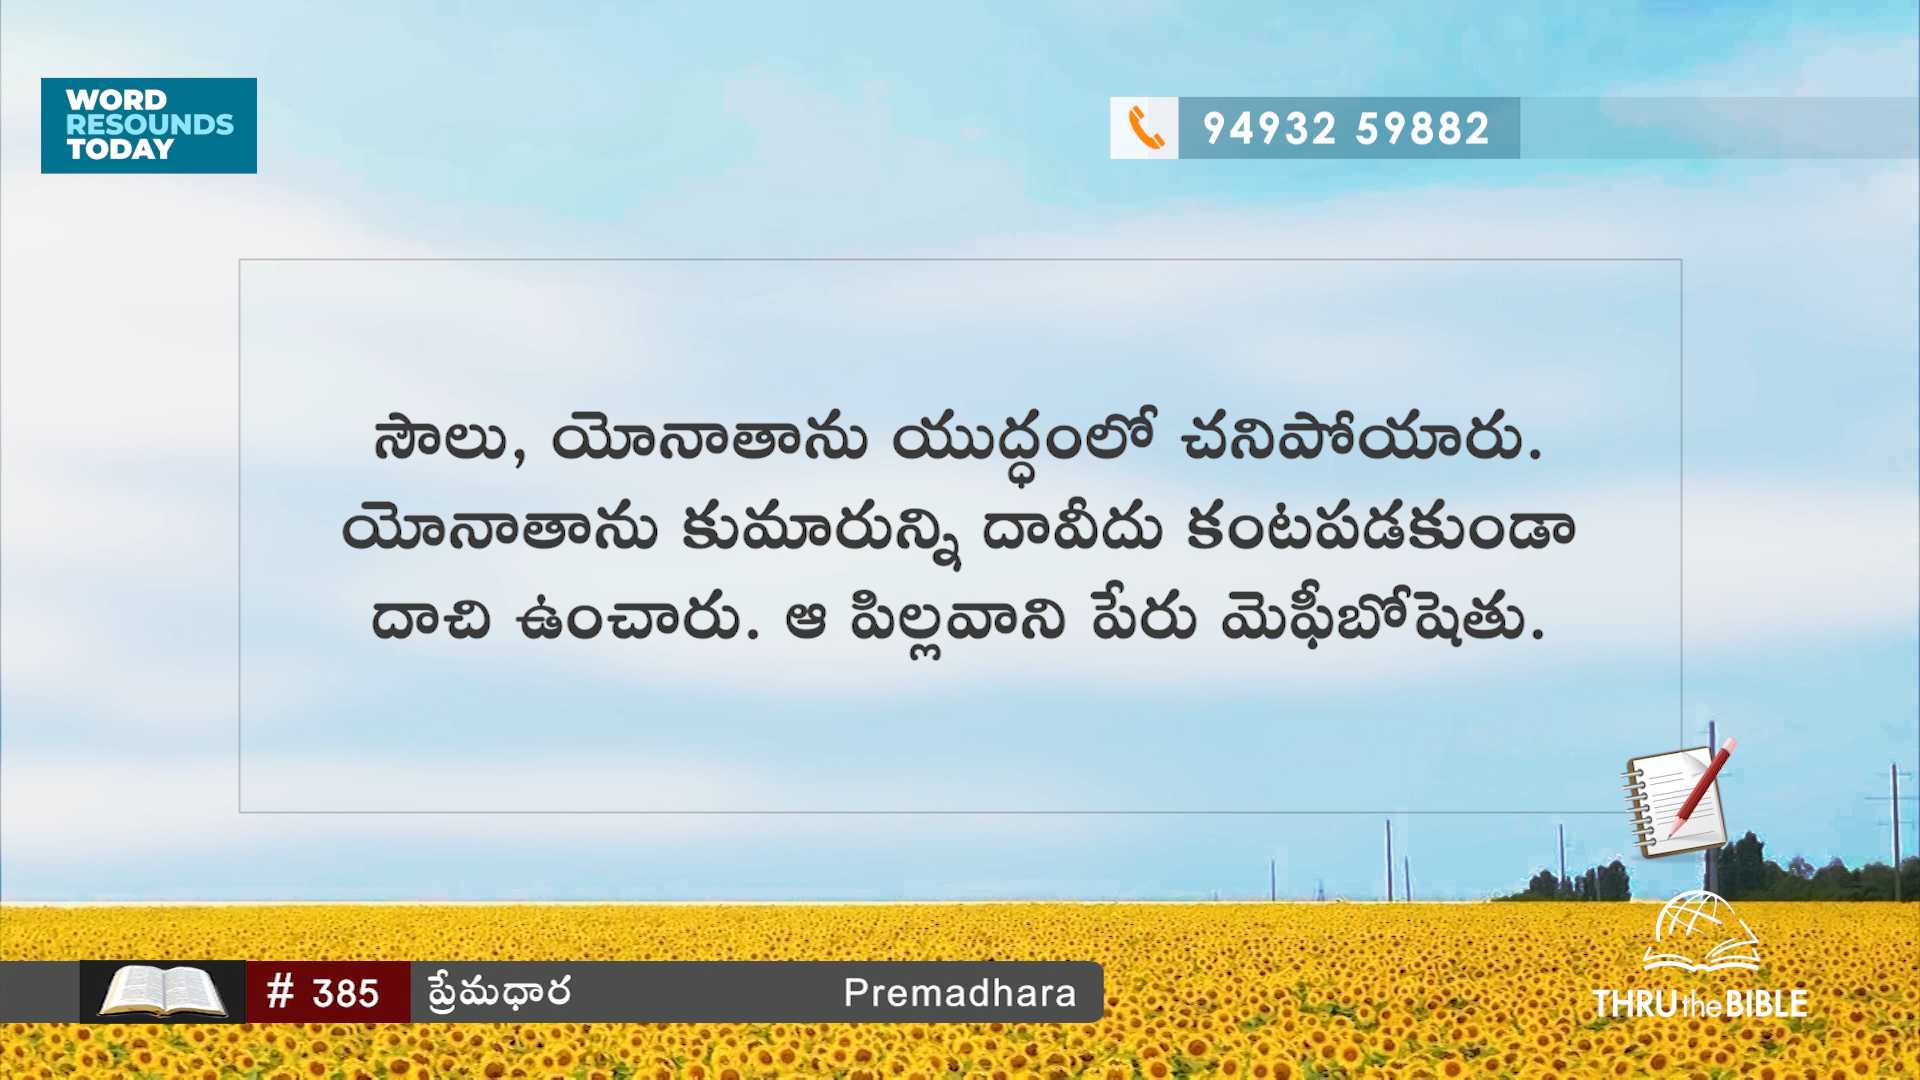 WORD
RESOUNDS
TODAY
94932 59882
సౌలు, యోనాతాను యుద్ధంలో చనిపోయారు.
యోనాతాను కుమారున్ని దావీదు కంటపడకుండా
దాచి ఉంచారు. ఆ పిల్లవాని పేరు మెఫీబోషెతు.
# 385 ప్రేమధార Premadhara
THRU the BIBLE